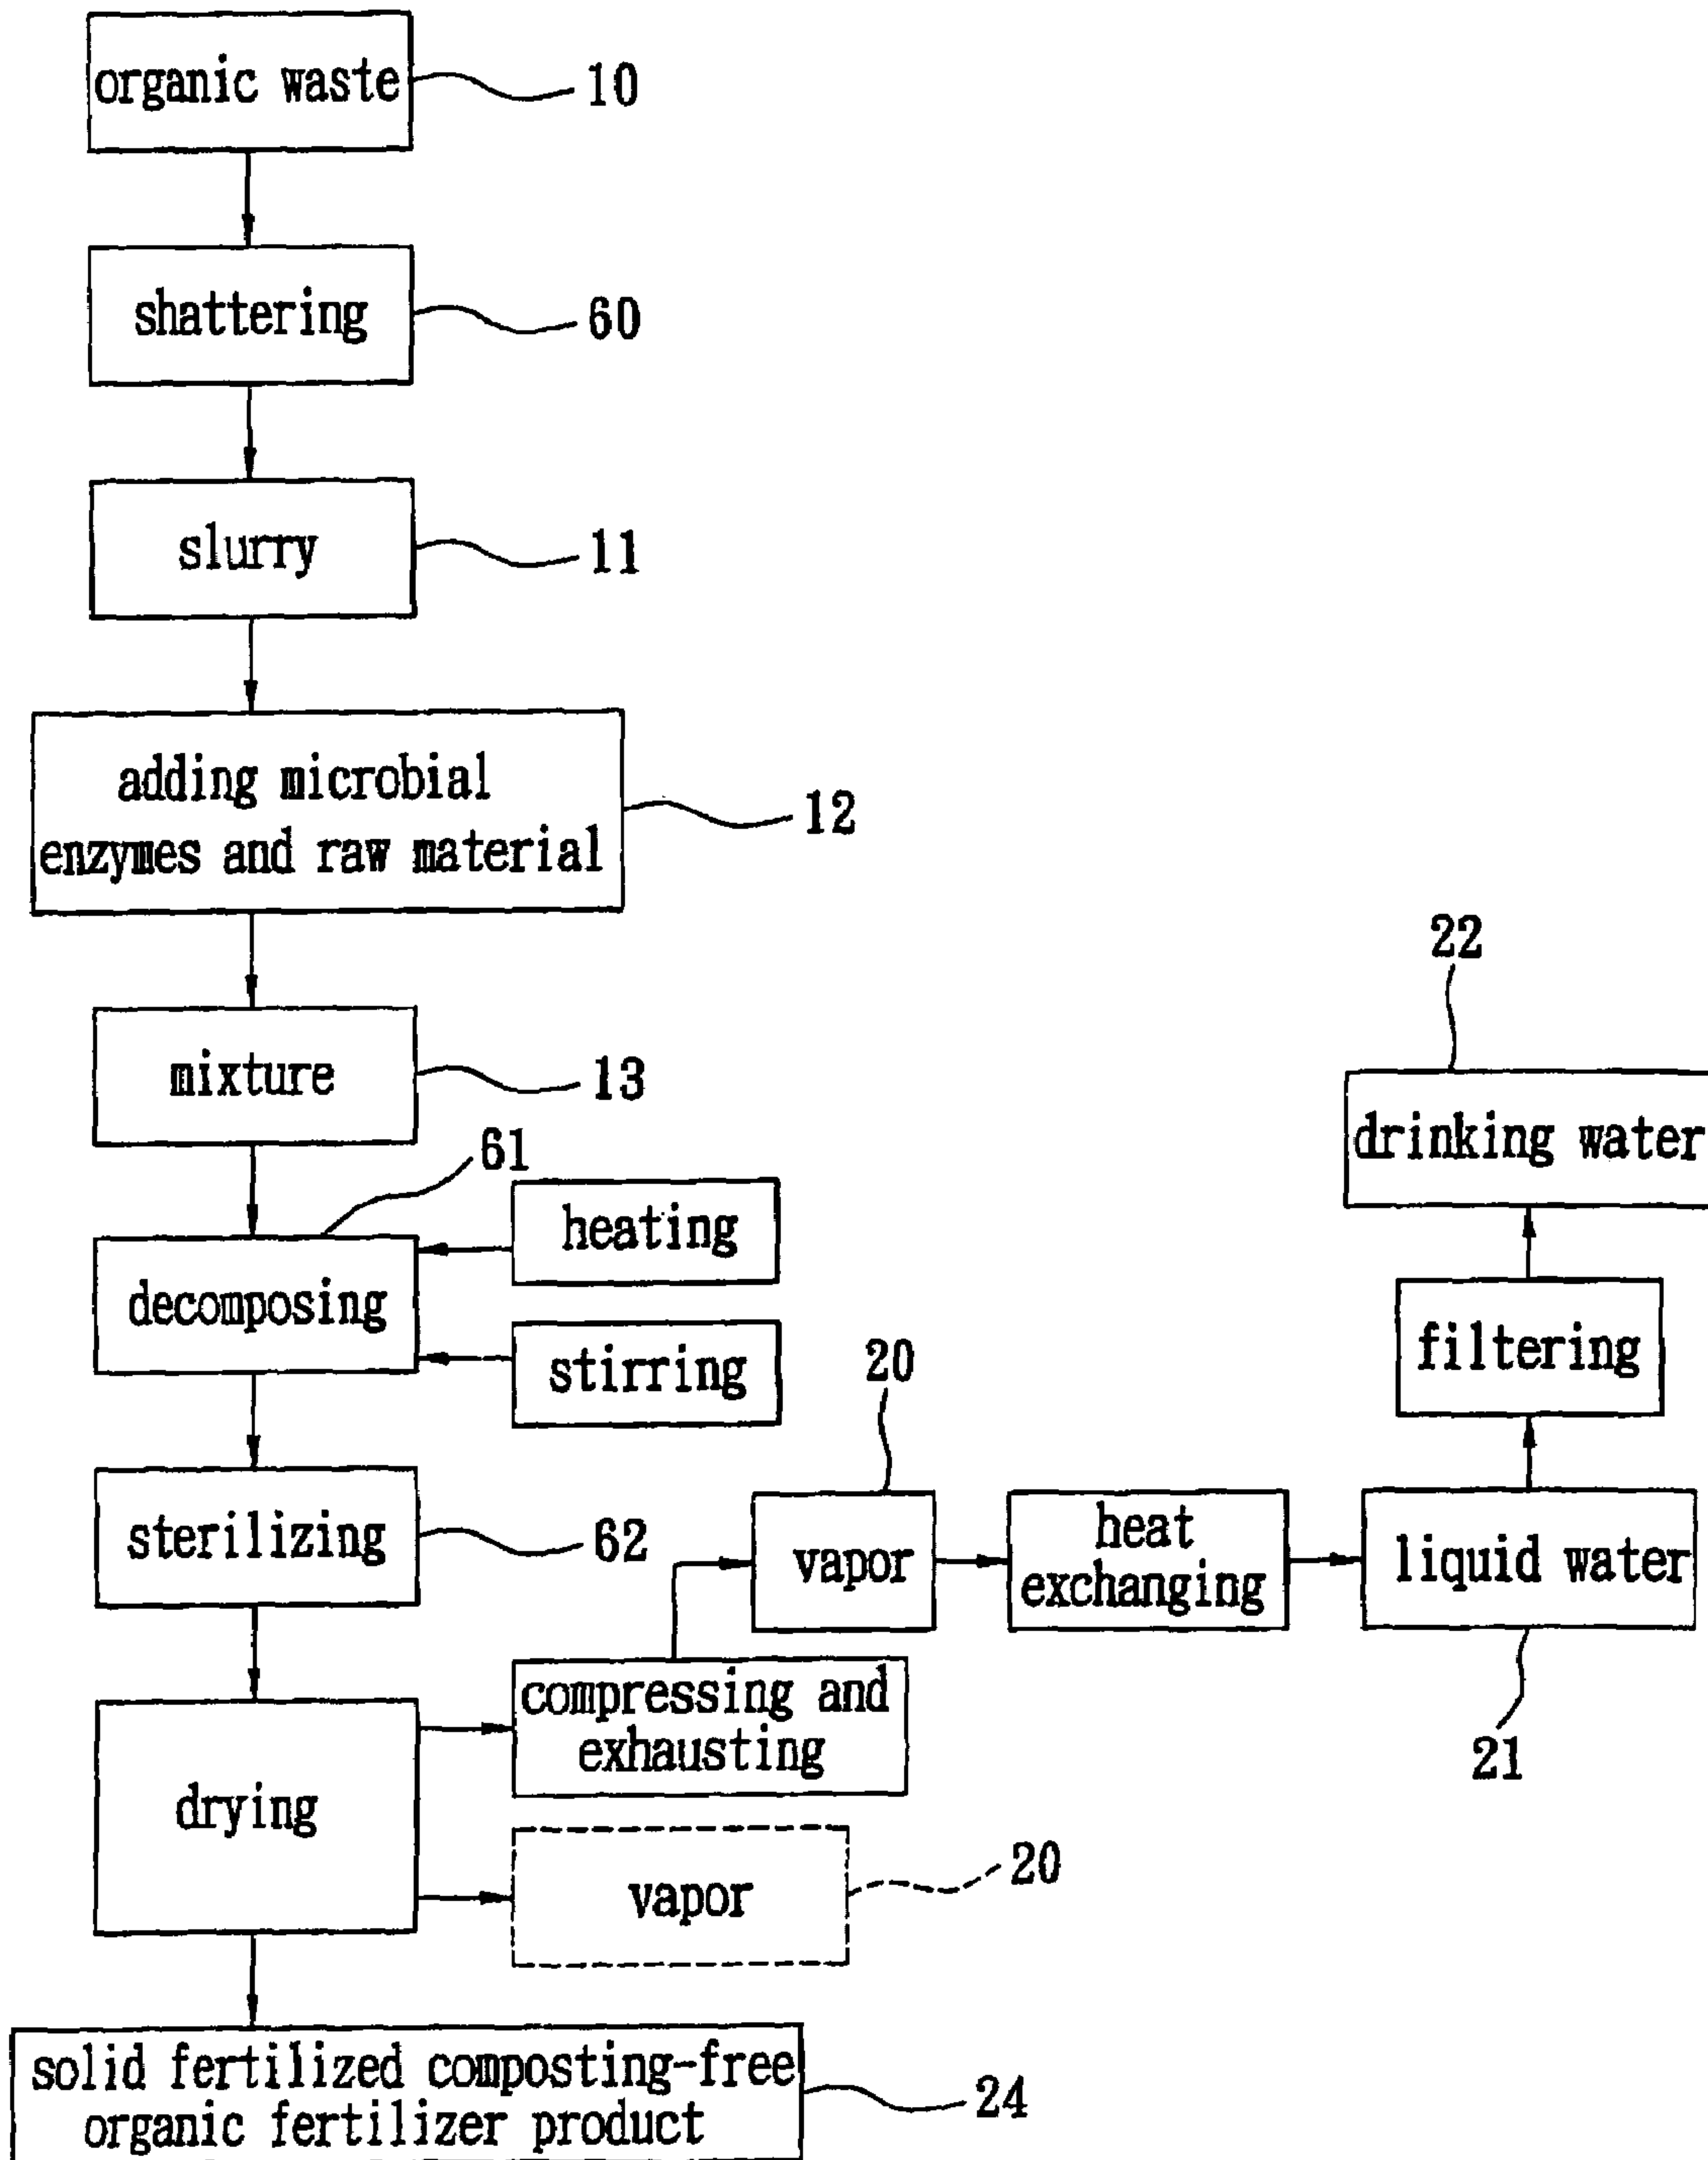 organic waste
10
shattering
60
slurry
11
adding microbial
enzymes and raw material
12
mixture
13
61
heating
decomposing
stirring
sterilizing
62
drying
compressing and
exhausting
20
vapor
heat
exchanging
liquid water
21
filtering
drinking water
22
vapor
20
solid fertilized composting-free
organic fertilizer product
24